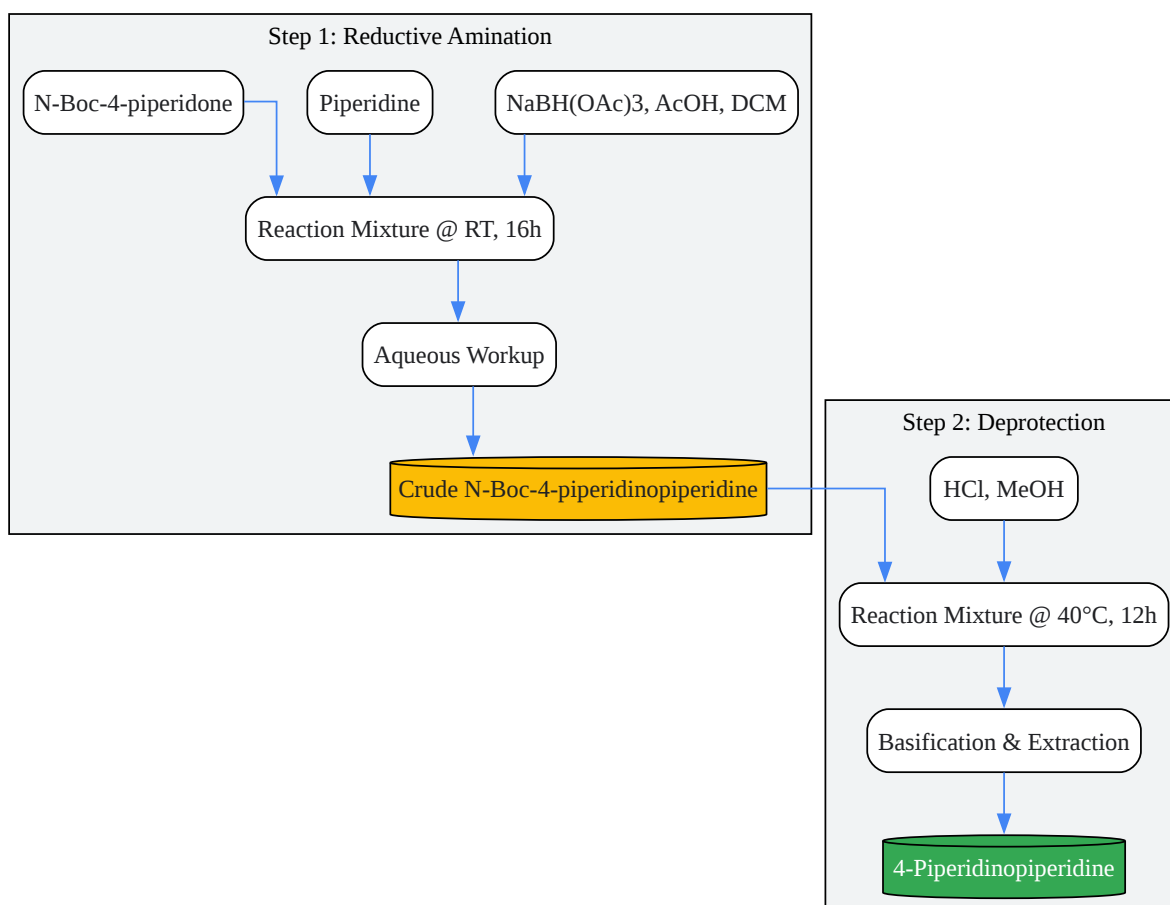 Step 1: Reductive Amination
N-Boc-4-piperidone
Piperidine
NaBH(OAc)3, AcOH, DCM
Reaction Mixture @ RT, 16h
Aqueous Workup
Crude N-Boc-4-piperidinopiperidine
Step 2: Deprotection
HCl, MeOH
Reaction Mixture @ 40°C, 12h
Basification & Extraction
4-Piperidinopiperidine